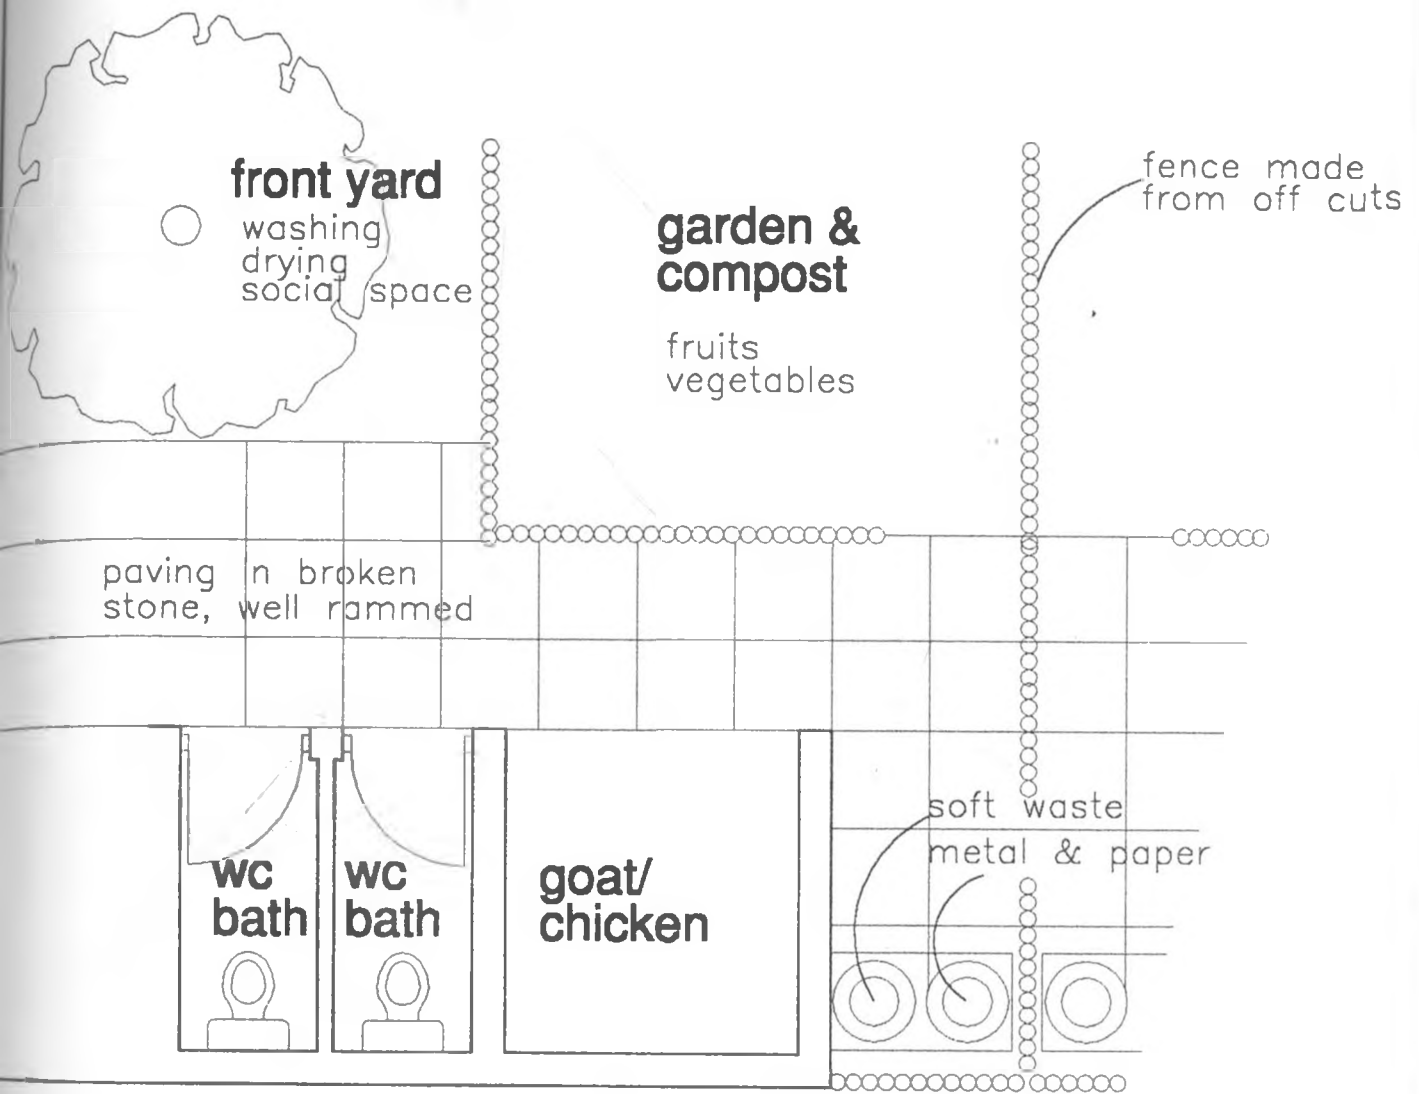 front yard
washing
drying
social space
garden &
compost
fruits
vegetables
fence made
from off cuts
paving in broken
stone, well rammed
soft waste
metal & paper
wc
bath
wc
bath
goat/
chicken